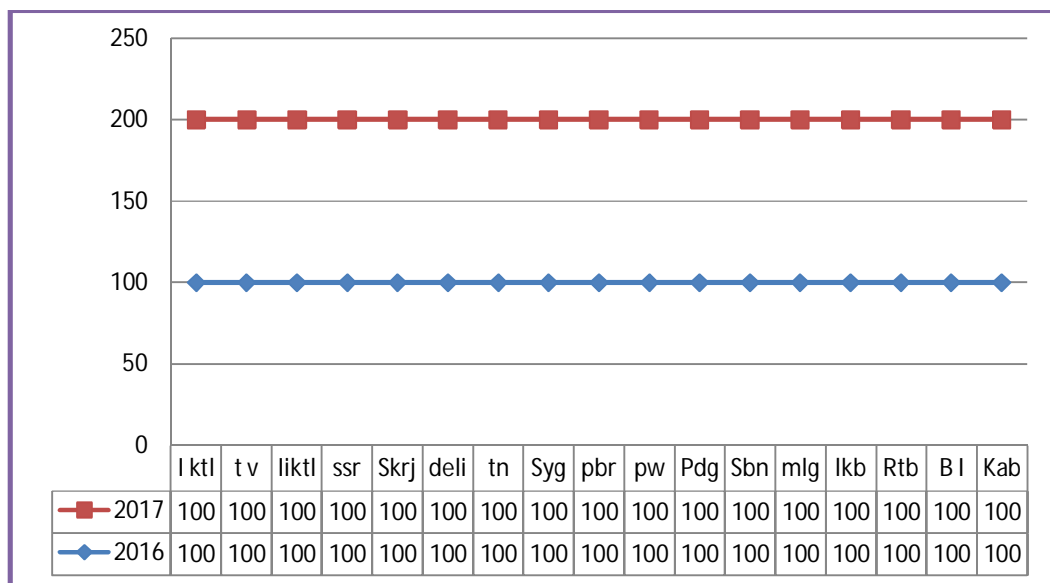 250
200
150
100
50
0
I ktl t v Iiktl ssr Skrj deli tn Syg pbr pw Pdg Sbn mlg Ikb Rtb B I Kab
2017 100 100 100 100 100 100 100 100 100 100 100 100 100 100 100 100 100
2016 100 100 100 100 100 100 100 100 100 100 100 100 100 100 100 100 100